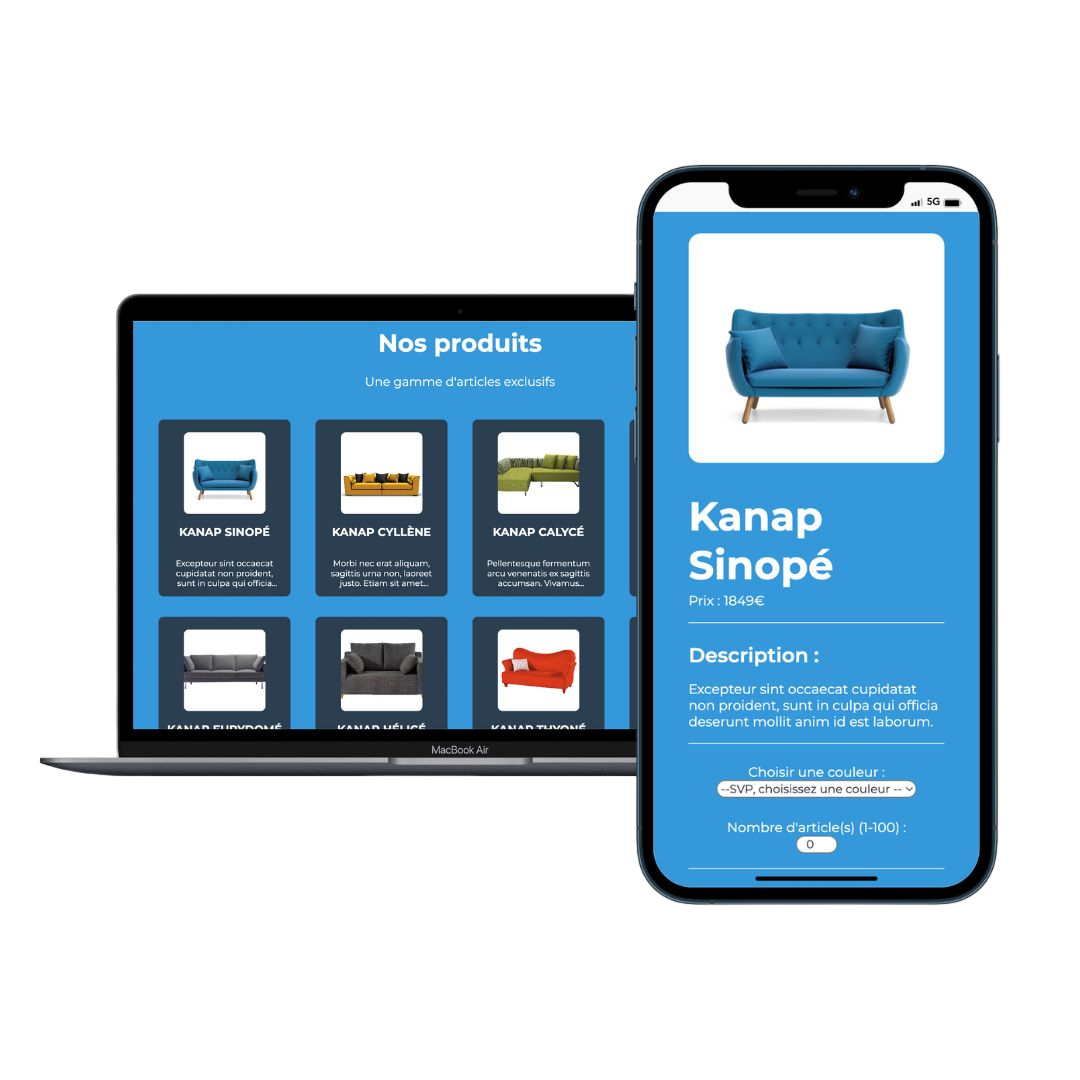 Nos produits
Une gamme d'articles exclusifs
KANAP SINOPÉ
Excepteur sint occaecat
cupidatat non proident,
sunt in culpa qui officia...
KANAP CYLLÈNE
Morbi nec erat aliquam,
sagittis urna non, laoreet
justo. Etiam sit amet...
KANAP CALYCÉ
Pellentesque fermentum
arcu venenatis ex sagittis
accumsan. Vivamus...
KANAP EURYDOMÉ
KANAP HÉLICÉ
KANAP THYONÉ
MacBook Air
5G
Kanap
Sinopé
Prix : 1849€
Description :
Excepteur sint occaecat cupidatat
non proident, sunt in culpa qui officia
deserunt mollit anim id est laborum.
Choisir une couleur :
--SVP, choisissez une couleur --
Nombre d'article(s) (1-100) :
0